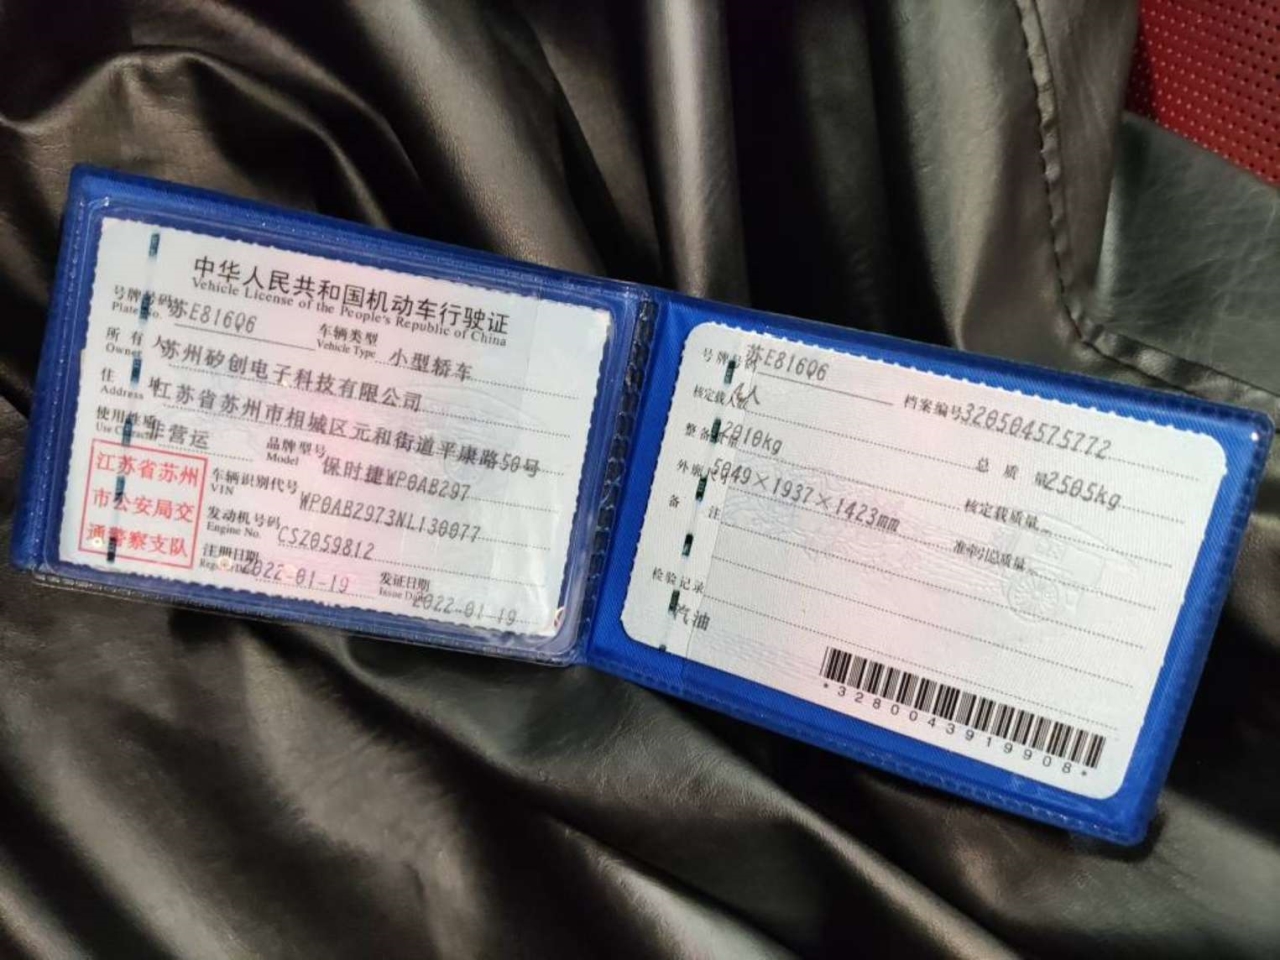 中华人民共和国机动车行驶证
Vehicle License of the People's Republic of China
号牌号码 苏E816Q6 车辆类型 小型轿车
Plate No. Vehicle Type
所有人 苏州矽创电子科技有限公司
Owner
住址 江苏省苏州市相城区元和街道平康路50号
Address
使用性质 非营运 品牌型号 保时捷WP0AB297
Use Character Model
江苏省苏州
市公安局交
通警察支队
车辆识别代号 WP0AB2973NL130077
VIN
发动机号码 CSZ059812
Engine No.
注册日期 2022-01-19 发证日期 2022-01-19
Register Date Issue Date
号牌号码 苏E816Q6 档案编号 320504575772
核定载人数 4人 总质量 2505kg
整备质量 2010kg 核定载质量
外廓尺寸 5049×1937×1423mm 准牵引总质量
备注
检验记录
汽油
*3280043919908*